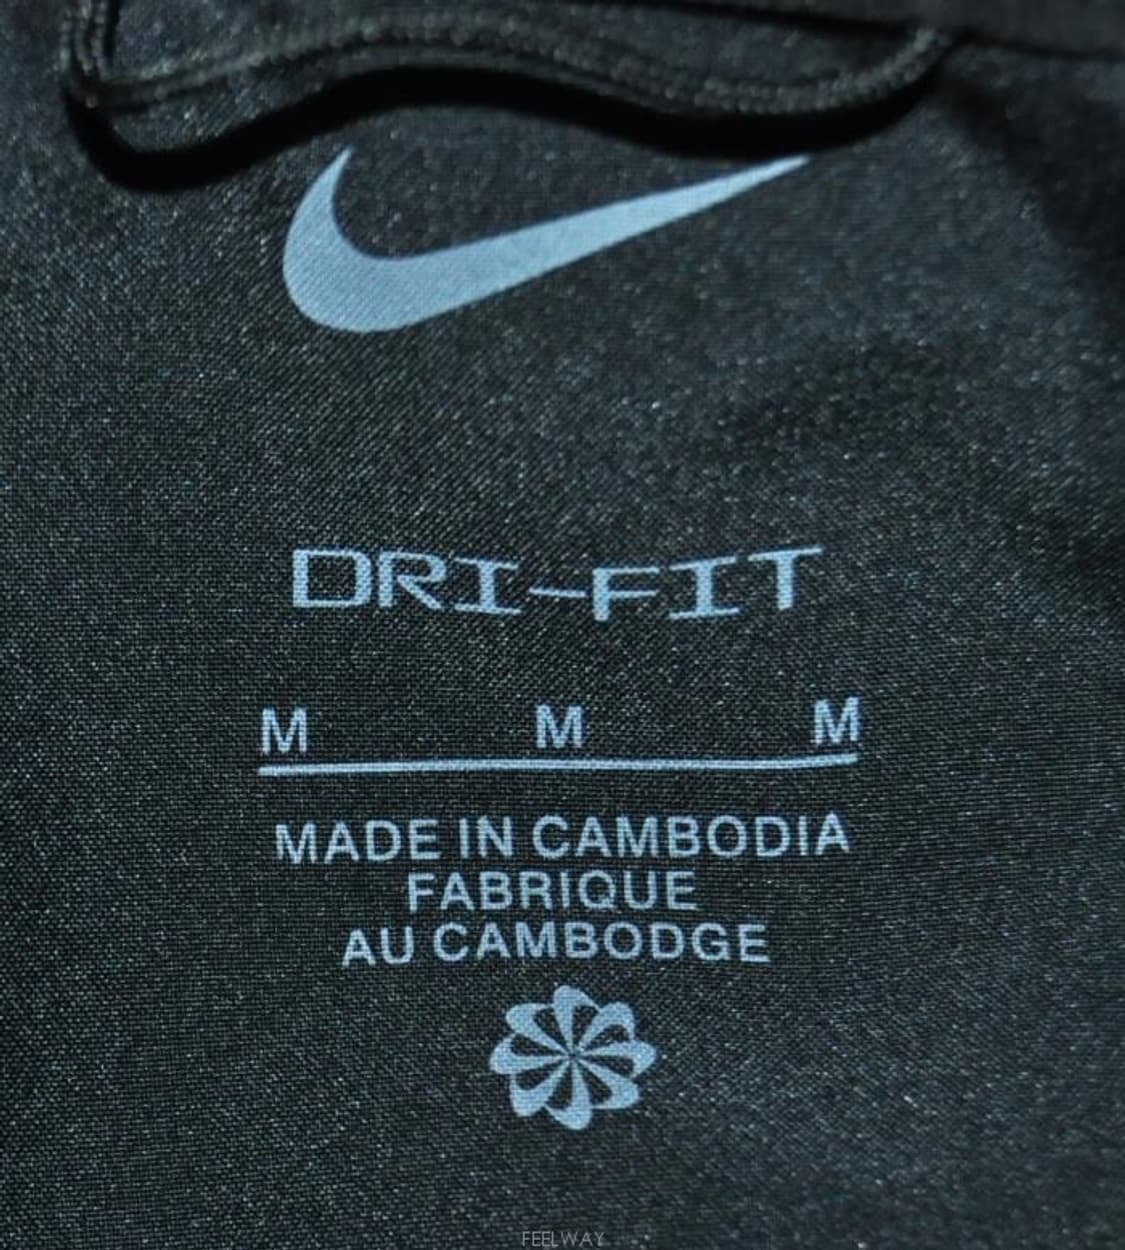 DRI-FIT
M M M
MADE IN CAMBODIA
FABRIQUE
AU CAMBODGE
FEELWAY